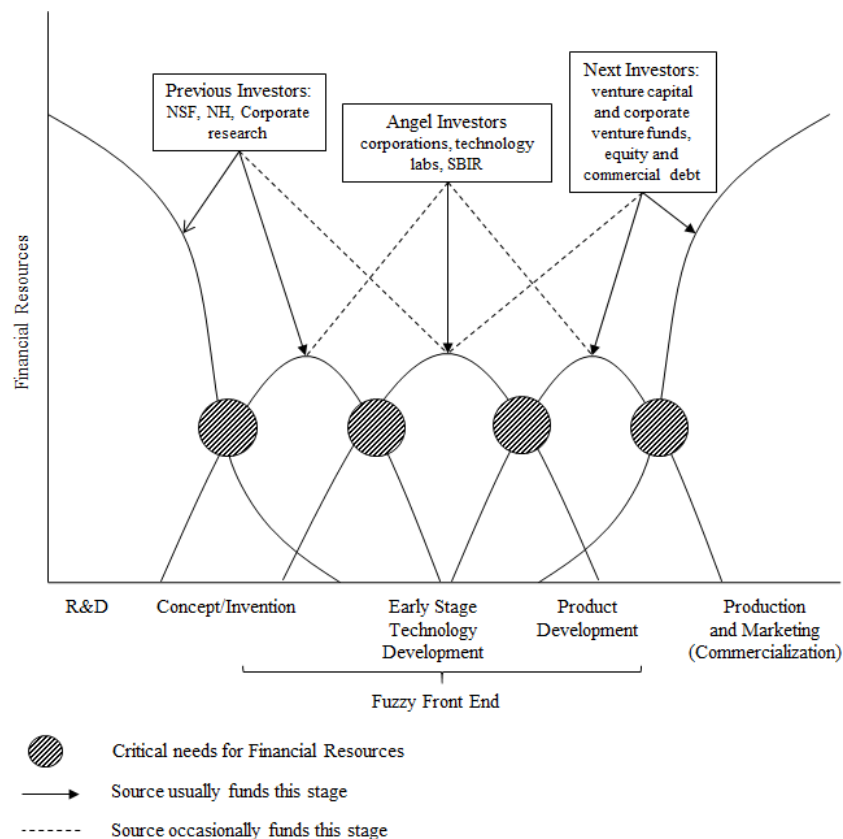 Previous Investors:
NSF, NH, Corporate
research
Angel Investors
corporations, technology
labs, SBIR
Next Investors:
venture capital
and corporate
venture funds,
equity and
commercial debt
Financial Resources
R&D
Concept/Invention
Early Stage
Technology
Development
Product
Development
Production
and Marketing
(Commercialization)
Fuzzy Front End
Critical needs for Financial Resources
Source usually funds this stage
Source occasionally funds this stage